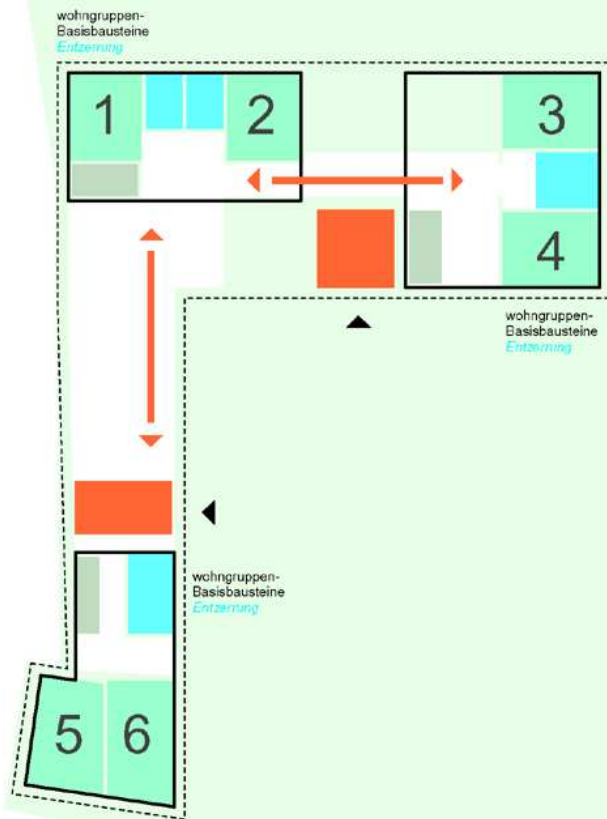 wohngruppen-
Basisbausteine
Entzerrung
1
2
3
4
wohngruppen-
Basisbausteine
Entzerrung
wohngruppen-
Basisbausteine
Entzerrung
5
6